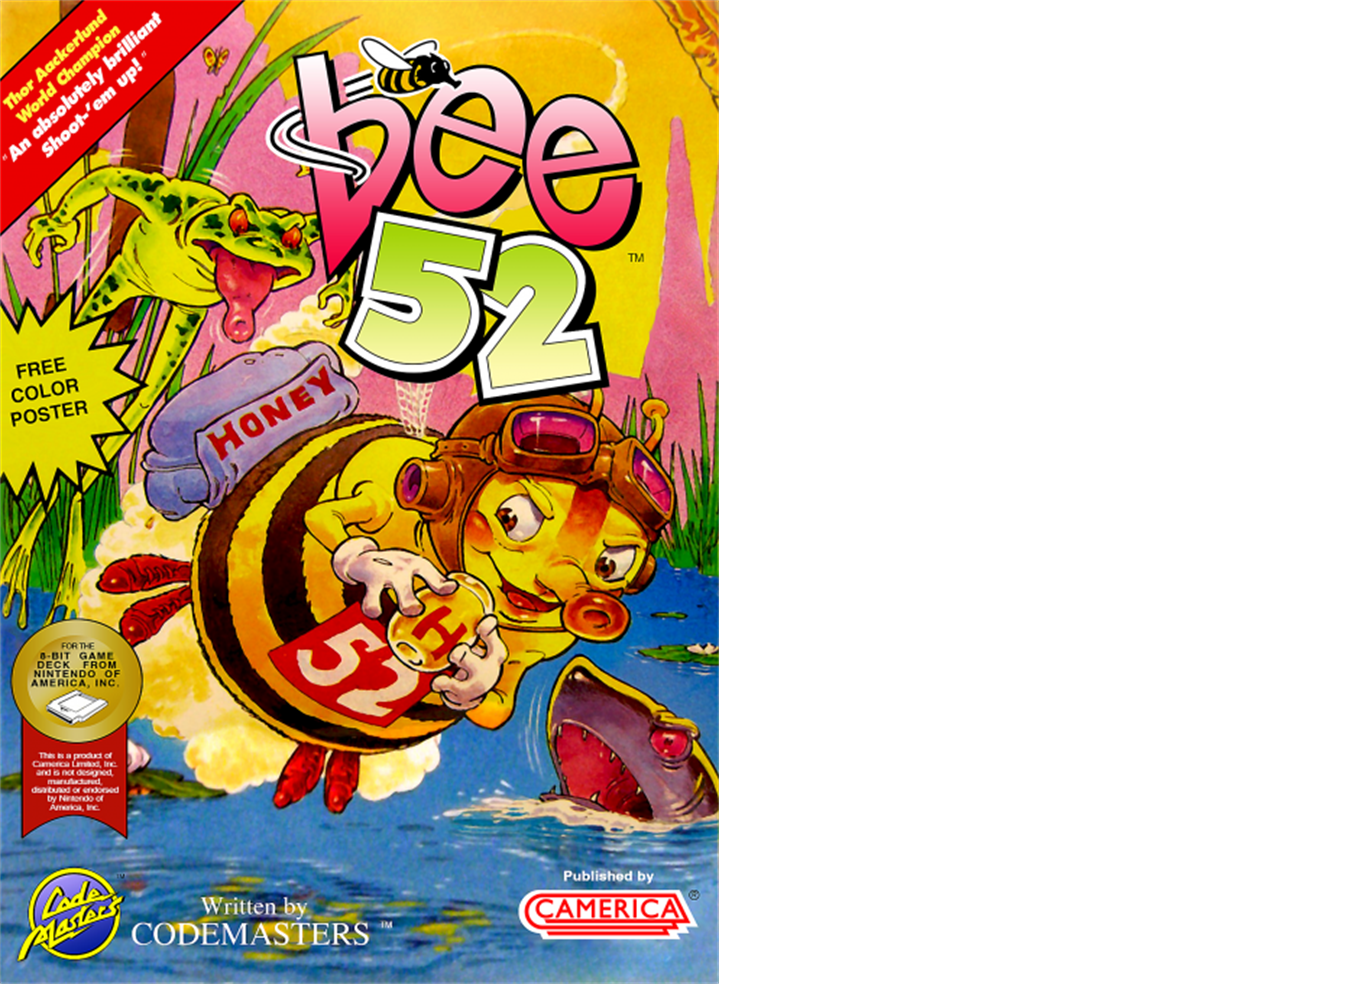 Thor Aackerlund
World Champion
"An absolutely brilliant
Shoot-'em up!"
bee
52
TM
FREE
COLOR
POSTER
HONEY
H
52
FOR THE
8-BIT GAME
DECK FROM
NINTENDO OF
AMERICA, INC.
This is a product of
Camerica Limited, Inc.
and is not designed,
manufactured,
distributed or endorsed
by Nintendo of
America, Inc.
Code
Masters
TM
Written by
CODEMASTERS TM
Published by
CAMERICA ®